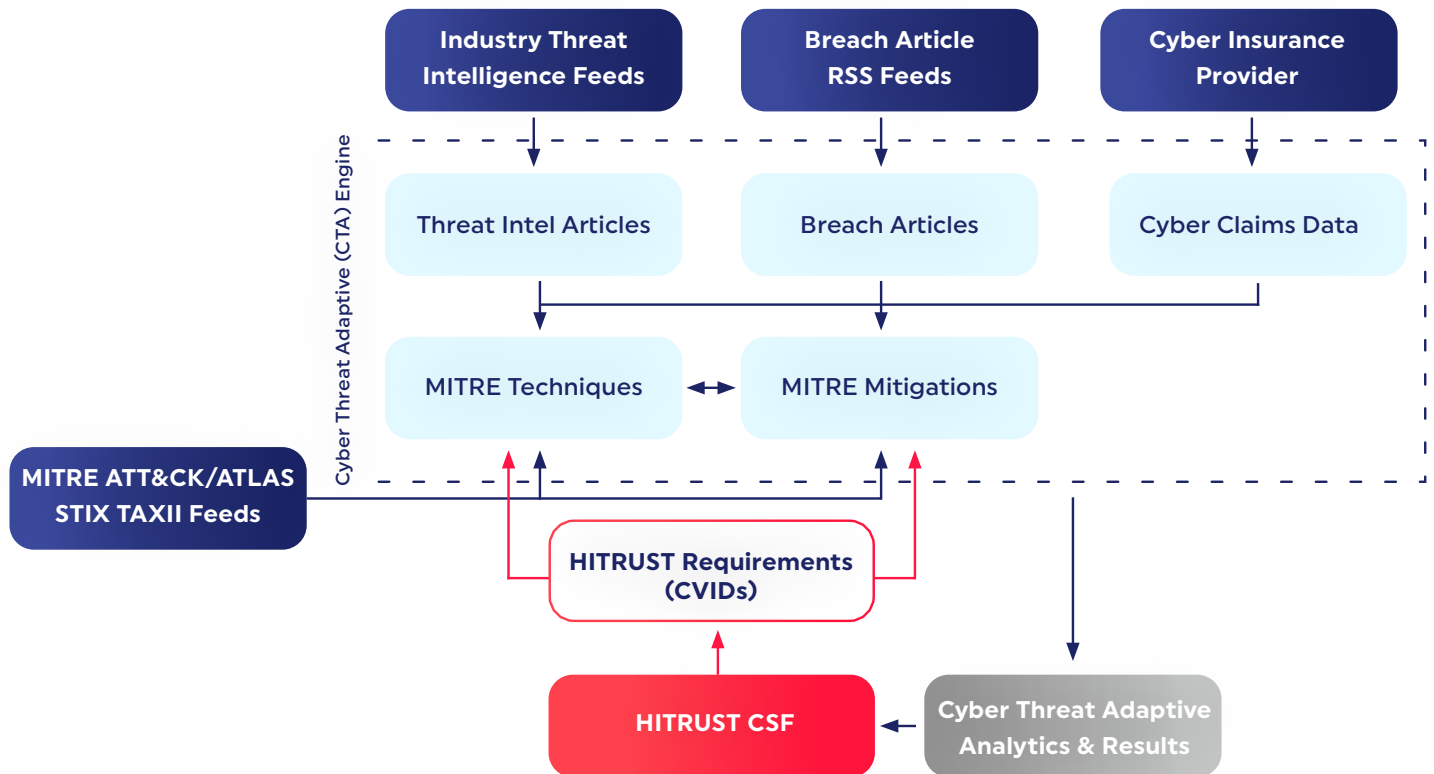 Industry Threat
Intelligence Feeds
Breach Article
RSS Feeds
Cyber Insurance
Provider
Cyber Threat Adaptive (CTA) Engine
Threat Intel Articles
Breach Articles
Cyber Claims Data
MITRE Techniques
MITRE Mitigations
MITRE ATT&CK/ATLAS
STIX TAXII Feeds
HITRUST Requirements
(CVIDs)
HITRUST CSF
Cyber Threat Adaptive
Analytics & Results